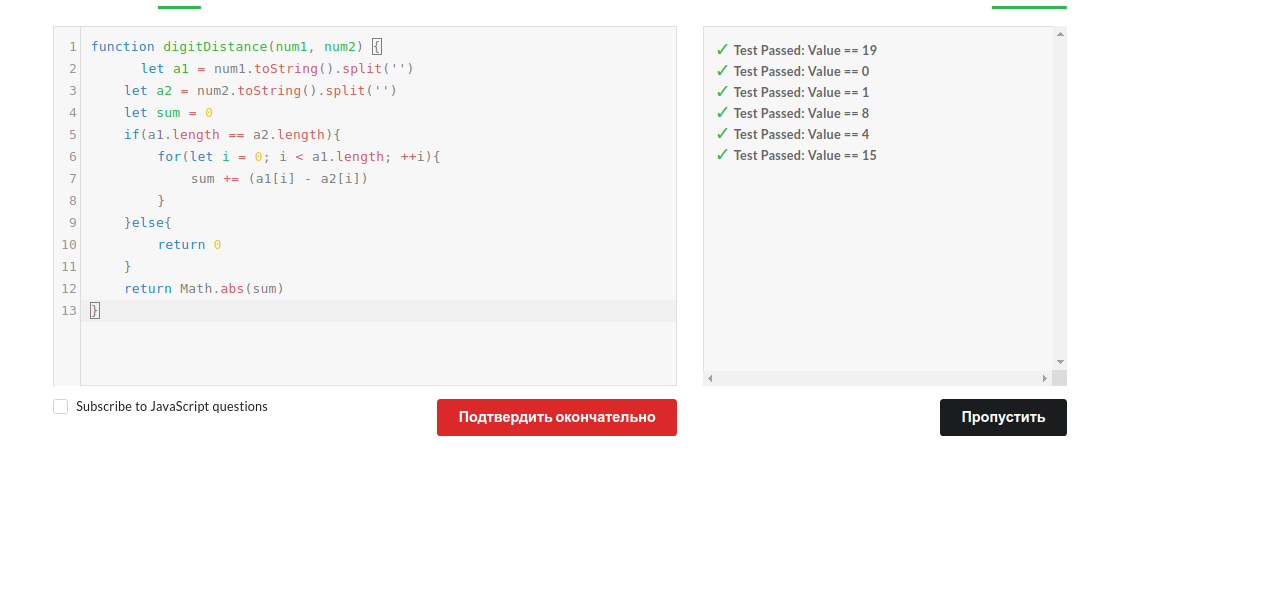 1 function digitDistance(num1, num2) {
2 let a1 = num1.toString().split('')
3 let a2 = num2.toString().split('')
4 let sum = 0
5 if(a1.length == a2.length){
6 for(let i = 0; i < a1.length; ++i){
7 sum += (a1[i] - a2[i])
8 }
9 }else{
10 return 0
11 }
12 return Math.abs(sum)
13 }
✓ Test Passed: Value == 19
✓ Test Passed: Value == 0
✓ Test Passed: Value == 1
✓ Test Passed: Value == 8
✓ Test Passed: Value == 4
✓ Test Passed: Value == 15
Subscribe to JavaScript questions
Подтвердить окончательно
Пропустить